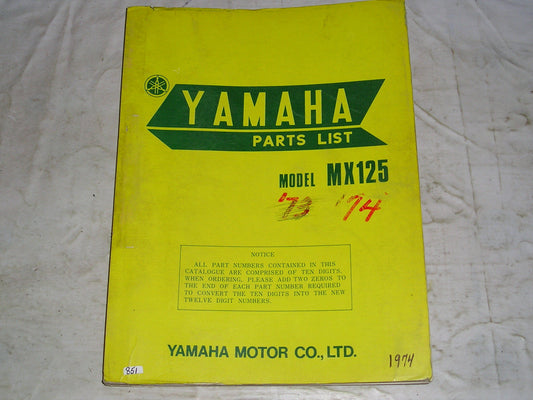 YAMAHA
PARTS LIST
MODEL MX125
'73 '74
NOTICE
ALL PART NUMBERS CONTAINED IN THIS
CATALOGUE ARE COMPRISED OF TEN DIGITS.
WHEN ORDERING, PLEASE ADD TWO ZEROS TO
THE END OF EACH PART NUMBER REQUIRED
TO CONVERT THE TEN DIGITS INTO THE NEW
TWELVE DIGIT NUMBERS.
YAMAHA MOTOR CO., LTD.
851
1974